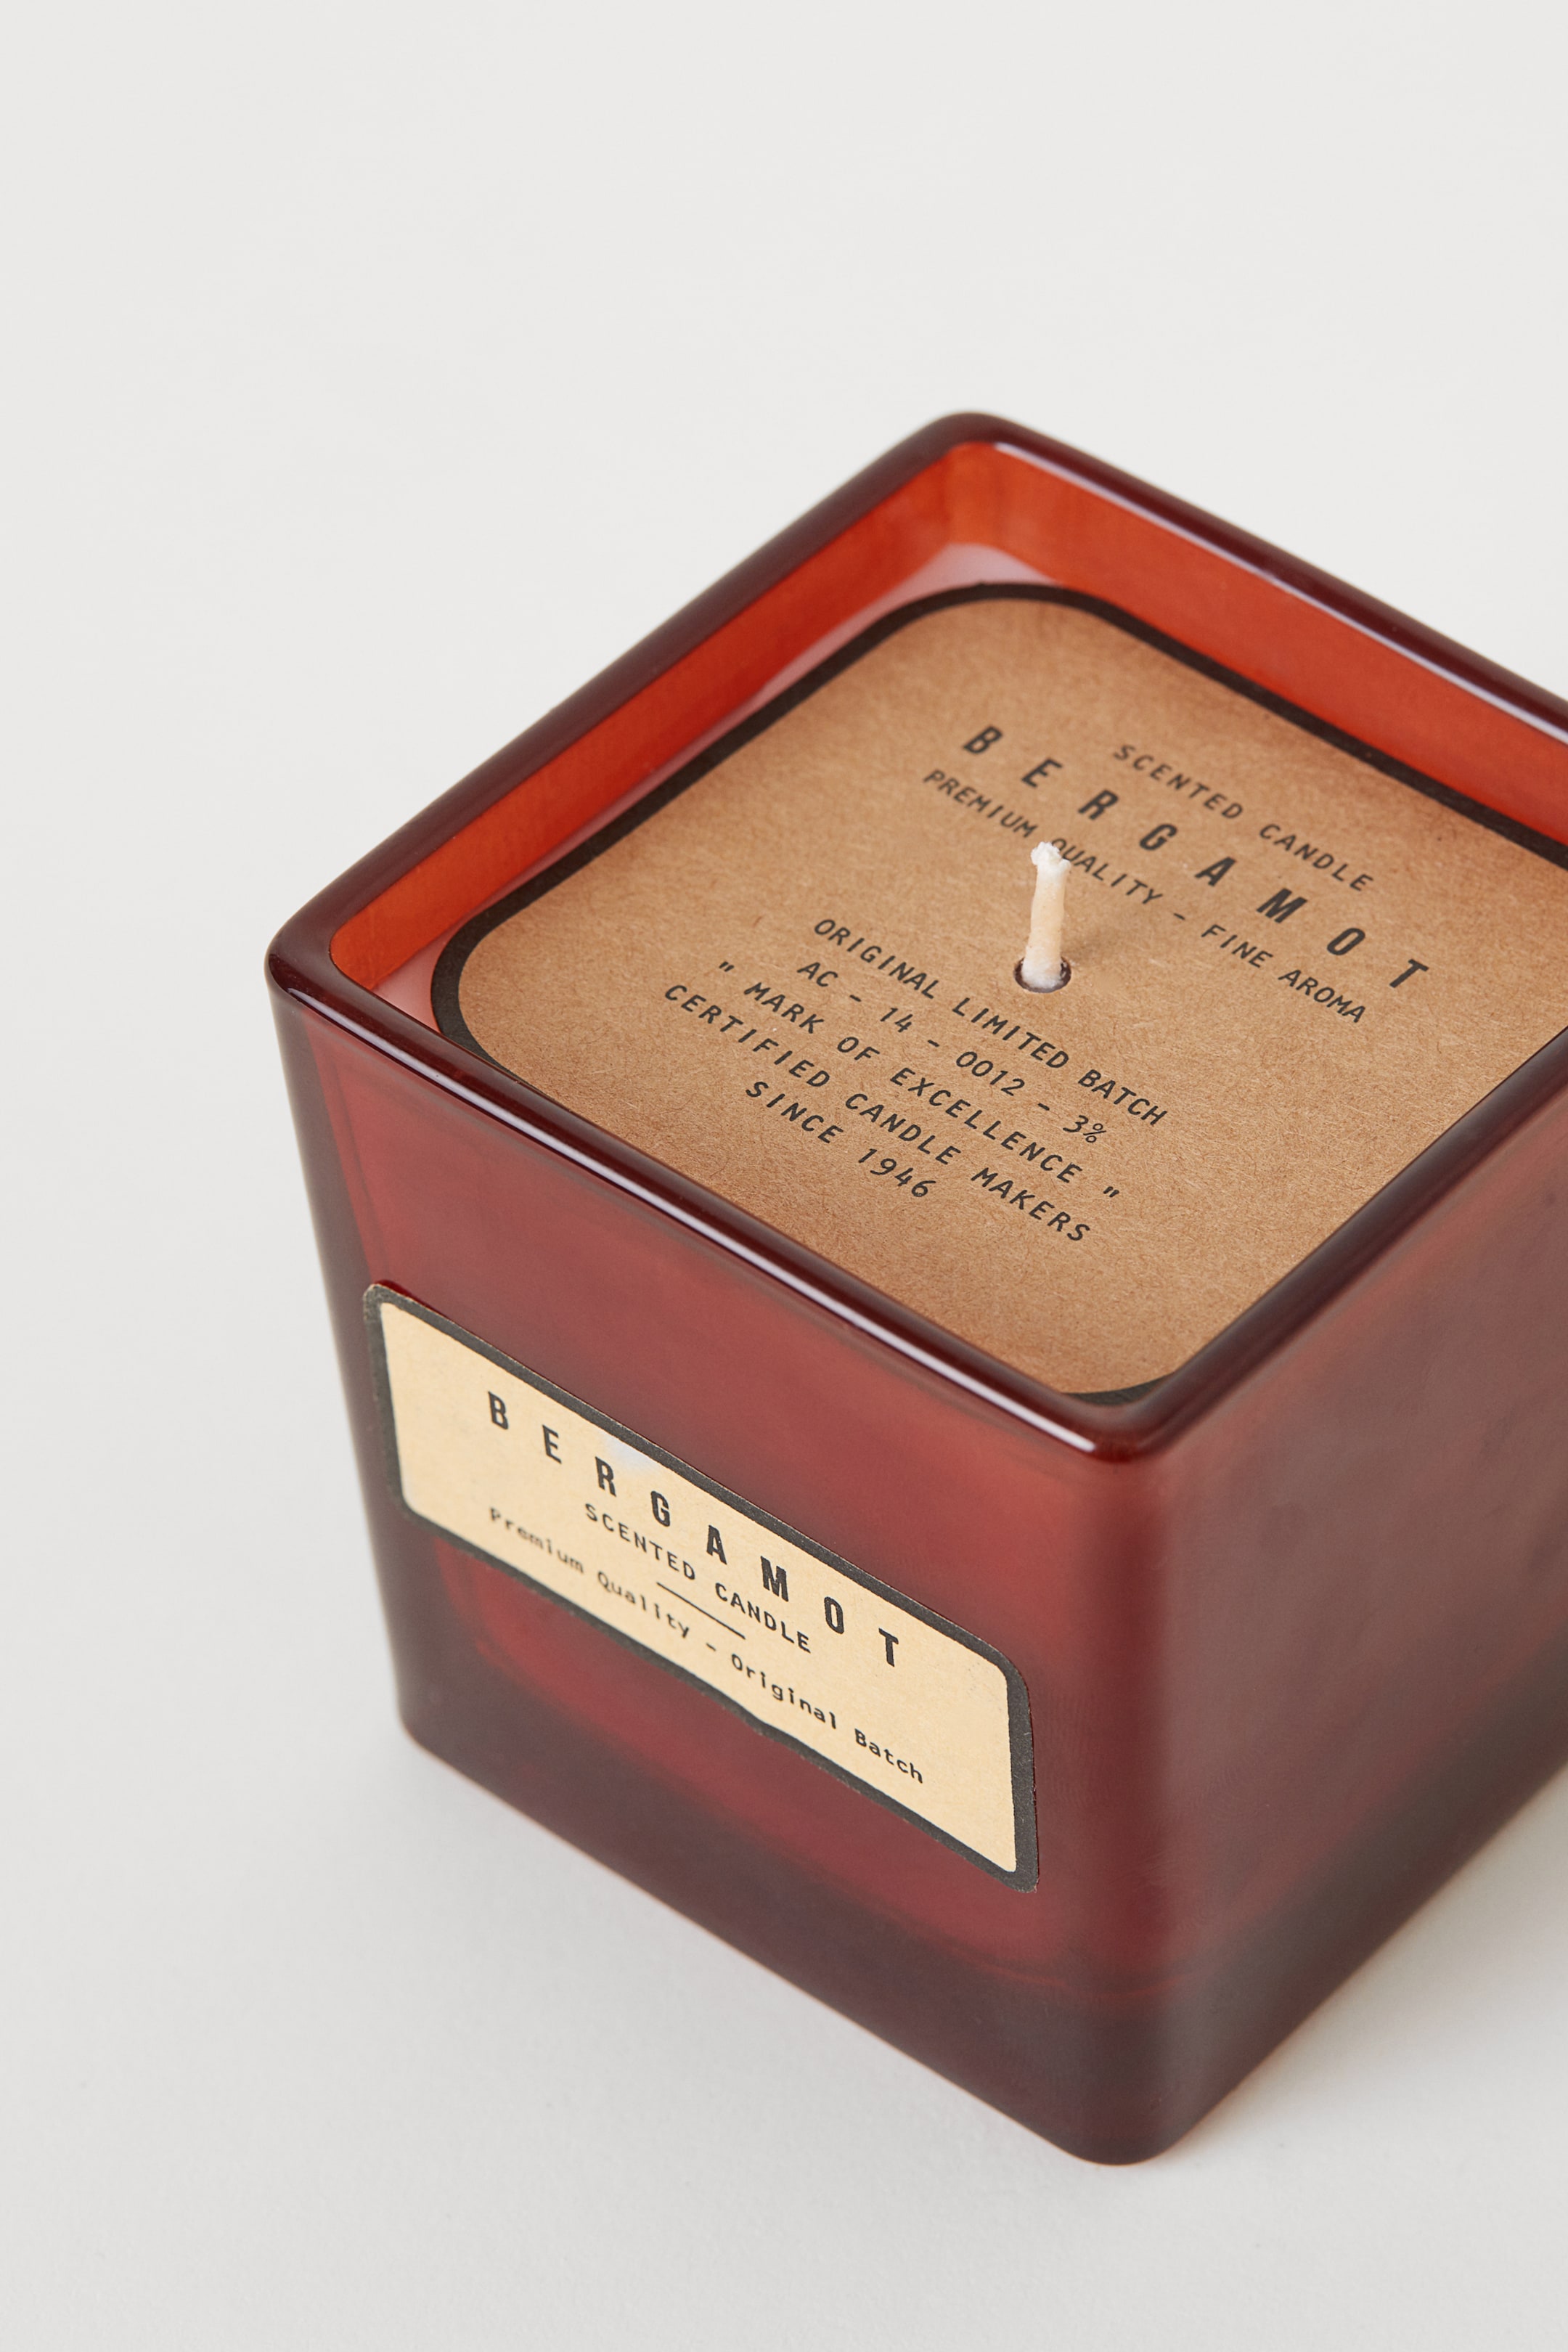 SCENTED CANDLE
BERGAMOT
PREMIUM QUALITY - FINE AROMA
ORIGINAL LIMITED BATCH
AC - 14 - 0012 - 3%
" MARK OF EXCELLENCE "
CERTIFIED CANDLE MAKERS
SINCE 1946
BERGAMOT
SCENTED CANDLE
Premium Quality - Original Batch